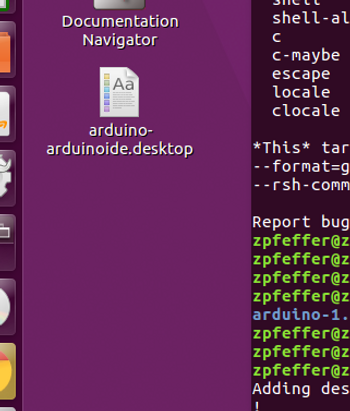 Documentation
Navigator
Aa
arduino-
arduinoide.desktop
shell
shell-al
c
c-maybe
escape
locale
clocale
*This* tar
--format=g
--rsh-comm
Report bug
zpfeffer@z
zpfeffer@z
zpfeffer@z
zpfeffer@z
arduino-1.
zpfeffer@z
zpfeffer@z
zpfeffer@z
Adding des
!